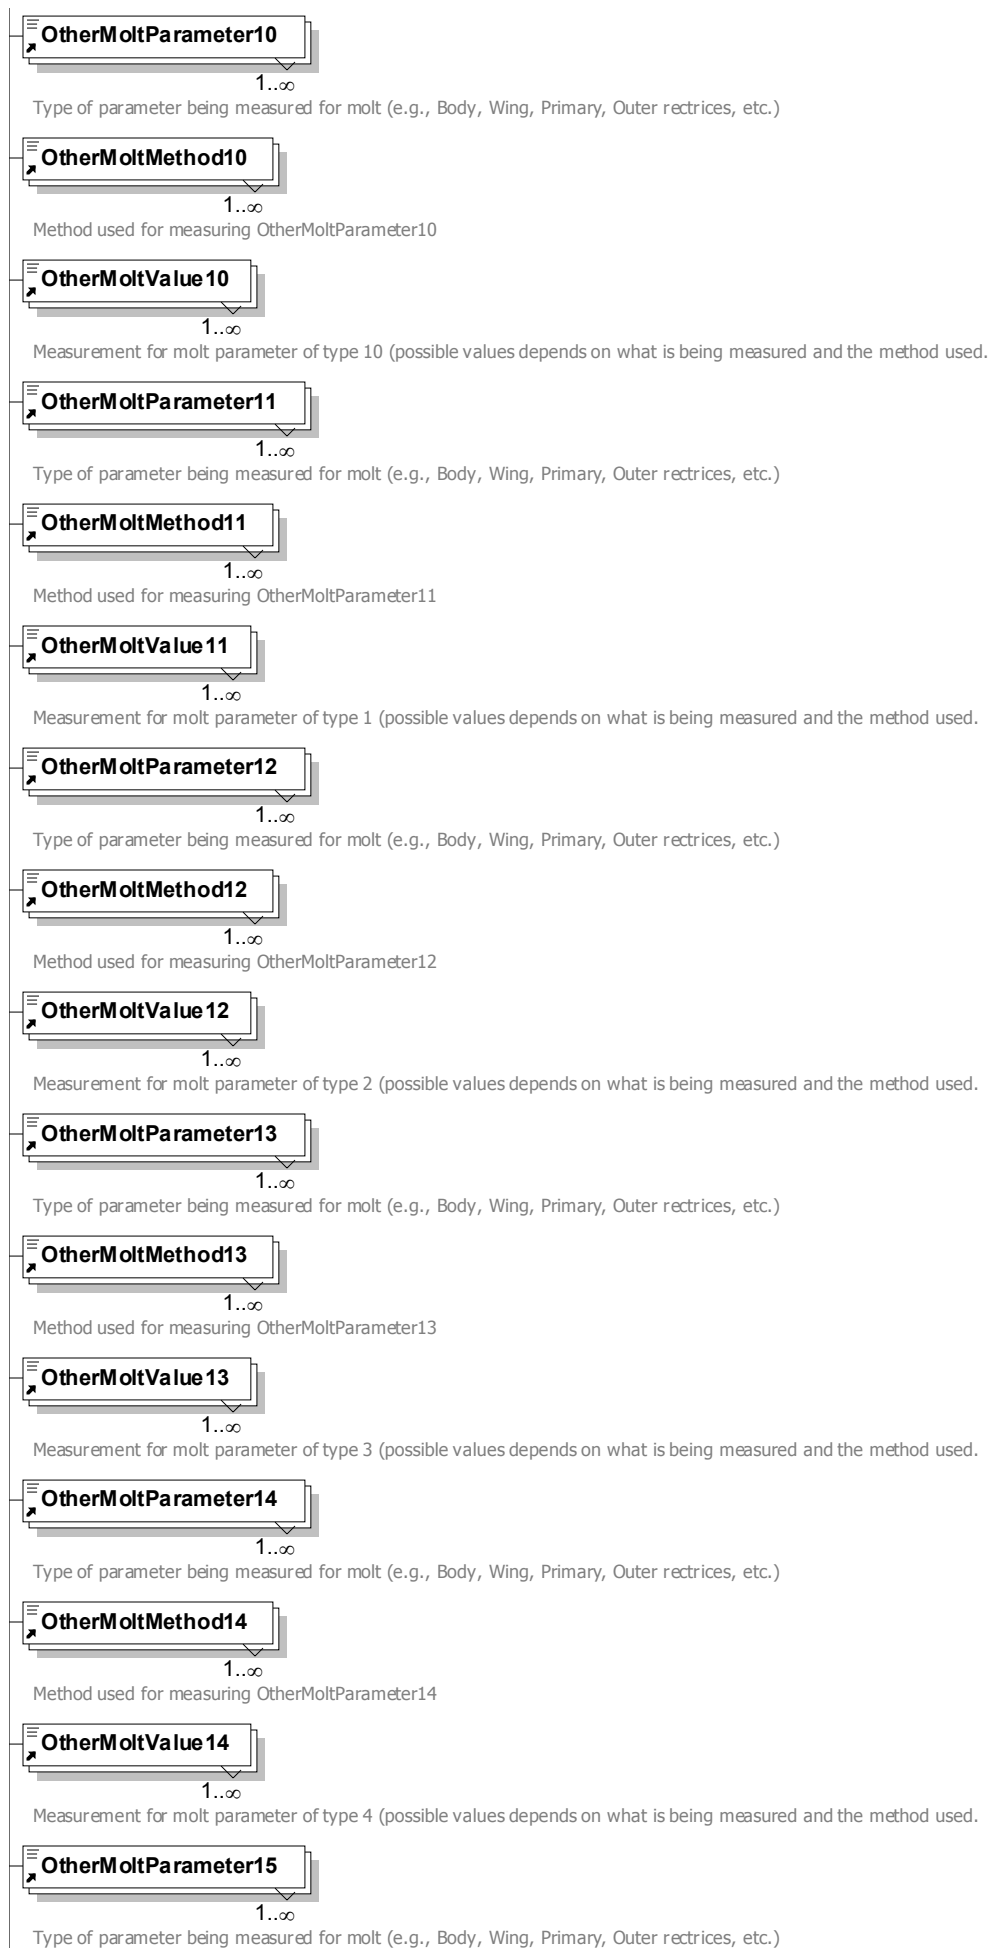 OtherMoltParameter10
1..∞
Type of parameter being measured for molt (e.g., Body, Wing, Primary, Outer rectrices, etc.)
OtherMoltMethod10
1..∞
Method used for measuring OtherMoltParameter10
OtherMoltValue10
1..∞
Measurement for molt parameter of type 10 (possible values depends on what is being measured and the method used.
OtherMoltParameter11
1..∞
Type of parameter being measured for molt (e.g., Body, Wing, Primary, Outer rectrices, etc.)
OtherMoltMethod11
1..∞
Method used for measuring OtherMoltParameter11
OtherMoltValue11
1..∞
Measurement for molt parameter of type 1 (possible values depends on what is being measured and the method used.
OtherMoltParameter12
1..∞
Type of parameter being measured for molt (e.g., Body, Wing, Primary, Outer rectrices, etc.)
OtherMoltMethod12
1..∞
Method used for measuring OtherMoltParameter12
OtherMoltValue12
1..∞
Measurement for molt parameter of type 2 (possible values depends on what is being measured and the method used.
OtherMoltParameter13
1..∞
Type of parameter being measured for molt (e.g., Body, Wing, Primary, Outer rectrices, etc.)
OtherMoltMethod13
1..∞
Method used for measuring OtherMoltParameter13
OtherMoltValue13
1..∞
Measurement for molt parameter of type 3 (possible values depends on what is being measured and the method used.
OtherMoltParameter14
1..∞
Type of parameter being measured for molt (e.g., Body, Wing, Primary, Outer rectrices, etc.)
OtherMoltMethod14
1..∞
Method used for measuring OtherMoltParameter14
OtherMoltValue14
1..∞
Measurement for molt parameter of type 4 (possible values depends on what is being measured and the method used.
OtherMoltParameter15
1..∞
Type of parameter being measured for molt (e.g., Body, Wing, Primary, Outer rectrices, etc.)